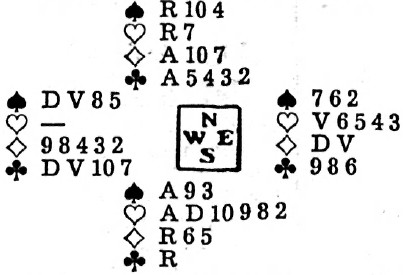 ♠ R 10 4
♡ R 7
♢ A 10 7
♣ A 5 4 3 2
♠ D V 8 5
♡ —
♢ 9 8 4 3 2
♣ D V 10 7
N
W E
S
♠ 7 6 2
♡ V 6 5 4 3
♢ D V
♣ 9 8 6
♠ A 9 3
♡ A D 10 9 8 2
♢ R 6 5
♣ R